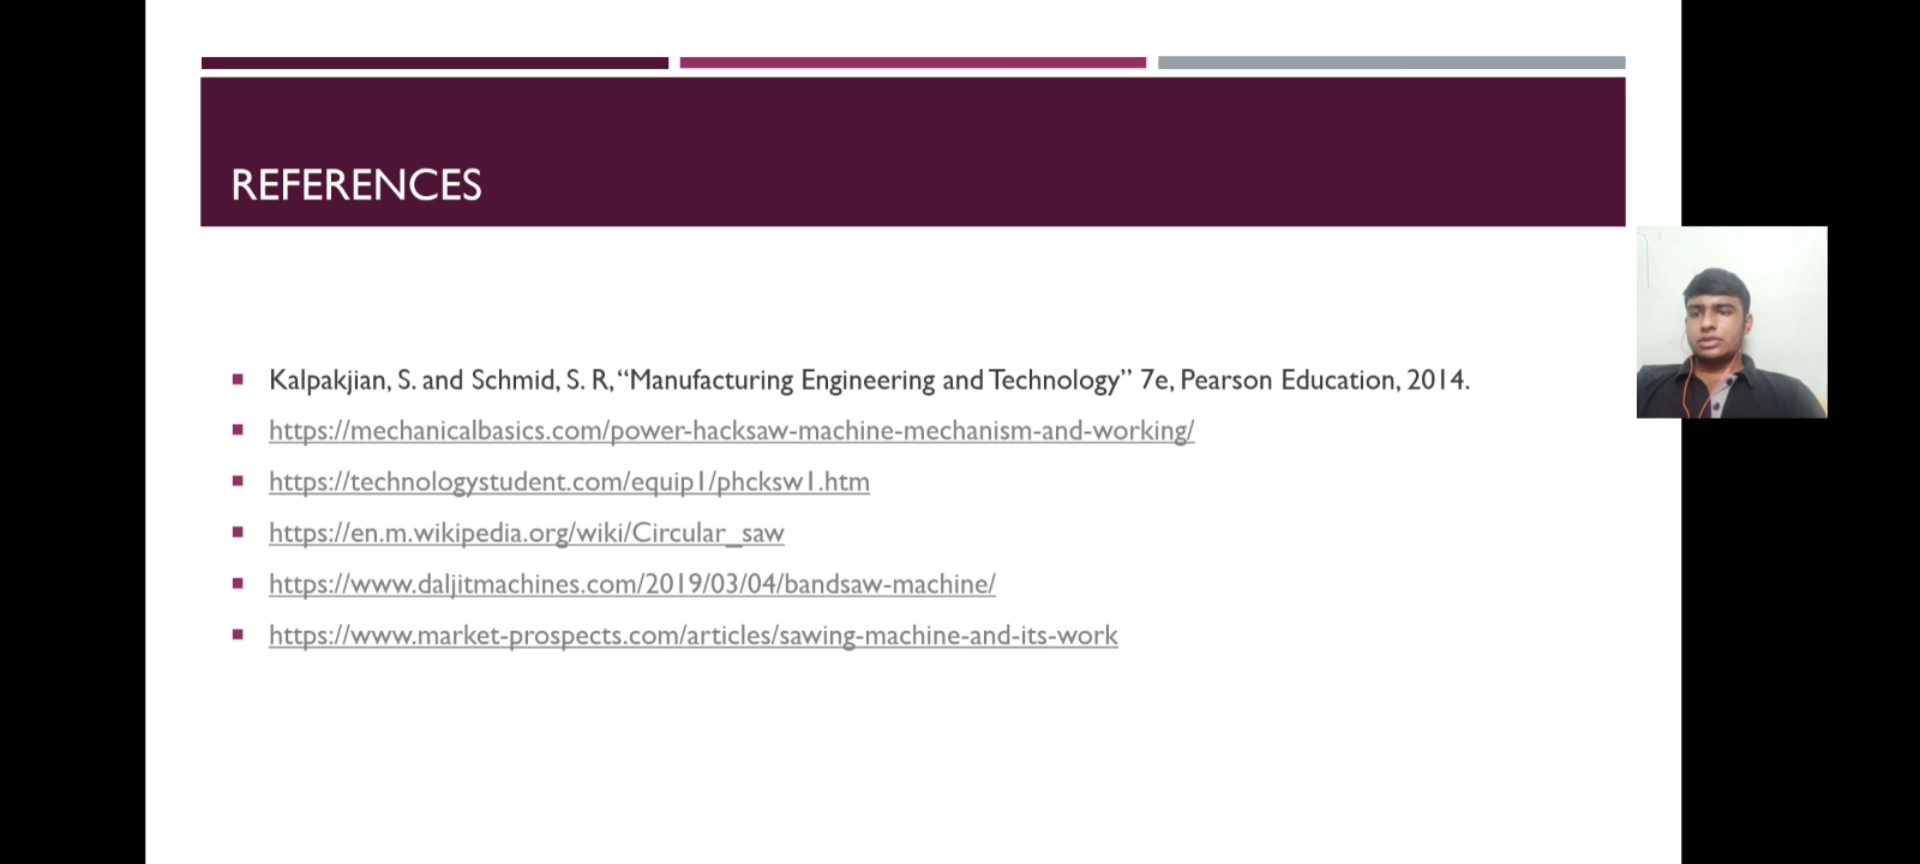 REFERENCES
Kalpakjian, S. and Schmid, S. R, “Manufacturing Engineering and Technology” 7e, Pearson Education, 2014.
https://mechanicalbasics.com/power-hacksaw-machine-mechanism-and-working/
https://technologystudent.com/equip1/phcksw1.htm
https://en.m.wikipedia.org/wiki/Circular_saw
https://www.daljitmachines.com/2019/03/04/bandsaw-machine/
https://www.market-prospects.com/articles/sawing-machine-and-its-work